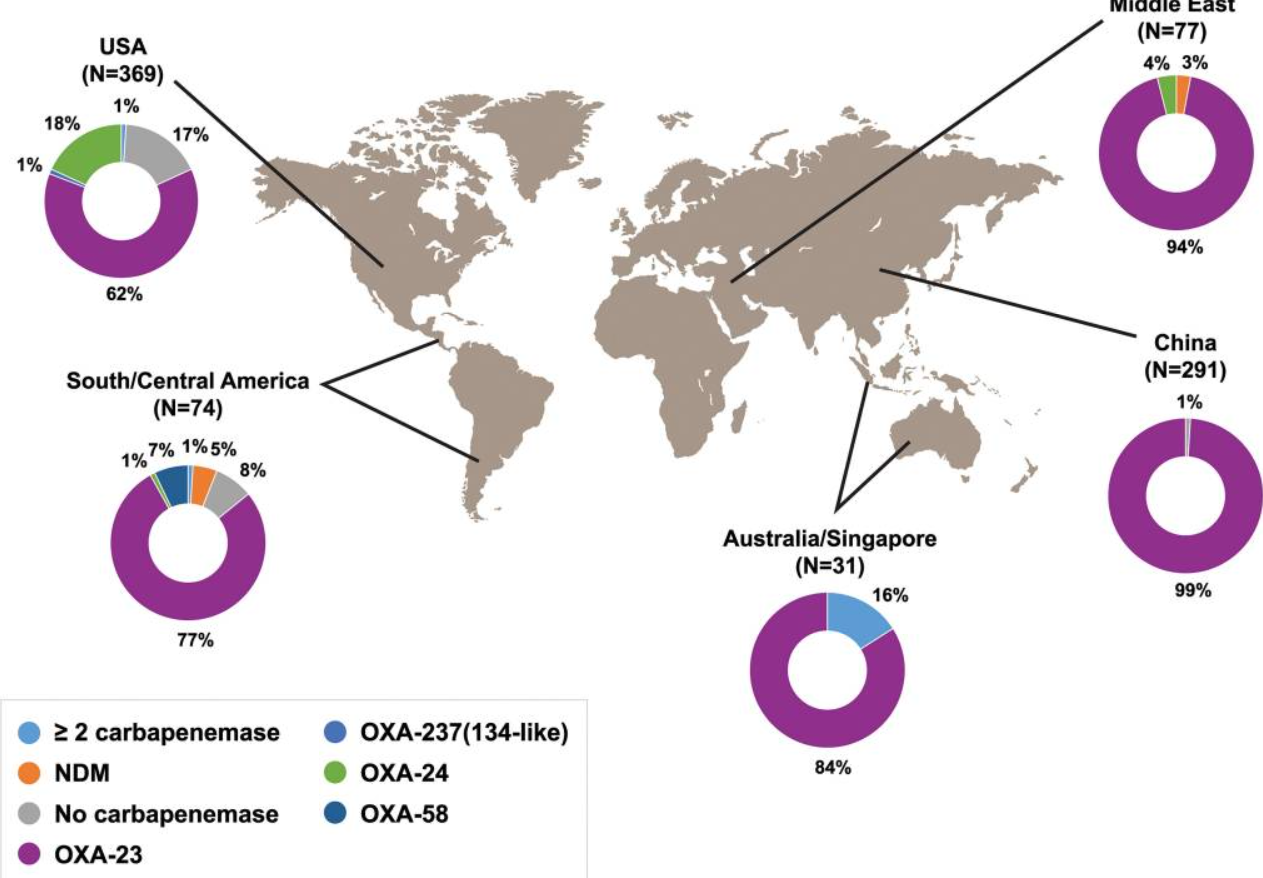 USA
(N=369)
1%
18%
17%
1%
62%
Middle East
(N=77)
4% 3%
94%
China
(N=291)
1%
99%
South/Central America
(N=74)
1% 7% 1% 5%
8%
77%
Australia/Singapore
(N=31)
16%
84%
≥ 2 carbapenemase
NDM
No carbapenemase
OXA-23
OXA-237(134-like)
OXA-24
OXA-58